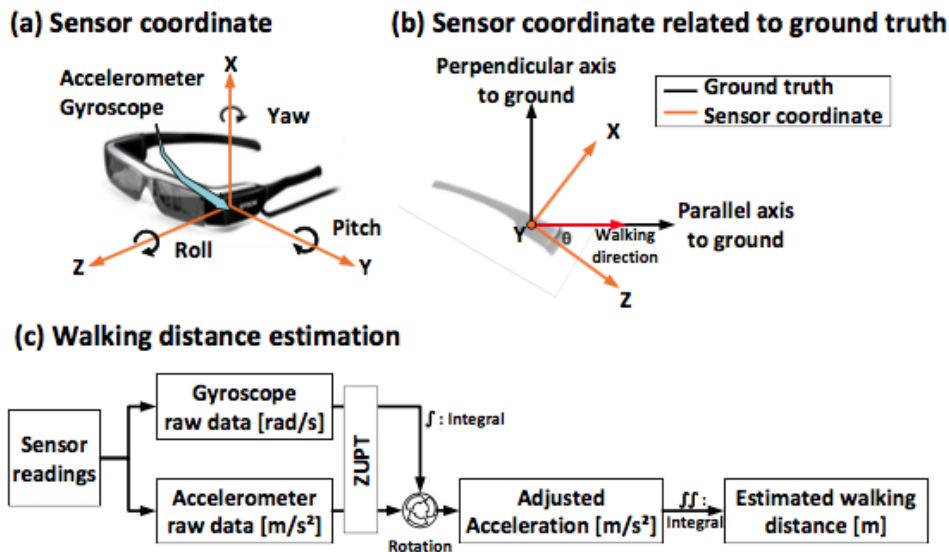 (a) Sensor coordinate
Accelerometer
Gyroscope
X
Yaw
Pitch
Roll
Z
Y
(b) Sensor coordinate related to ground truth
Perpendicular axis
to ground
Ground truth
Sensor coordinate
X
Y
θ
Walking
direction
Parallel axis
to ground
Z
(c) Walking distance estimation
Sensor
readings
Gyroscope
raw data [rad/s]
Accelerometer
raw data [m/s²]
ZUPT
∫ : Integral
Rotation
Adjusted
Acceleration [m/s²]
∬ :
Integral
Estimated walking
distance [m]